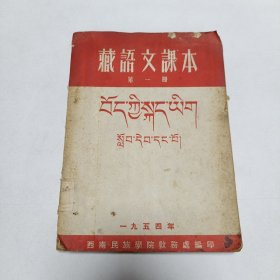 藏語文課本
第一冊
བོད་ཀྱི་སྐད་ཡིག
སློབ་དེབ་དང་པོ།
一九五四年
西南民族學院教務處編印